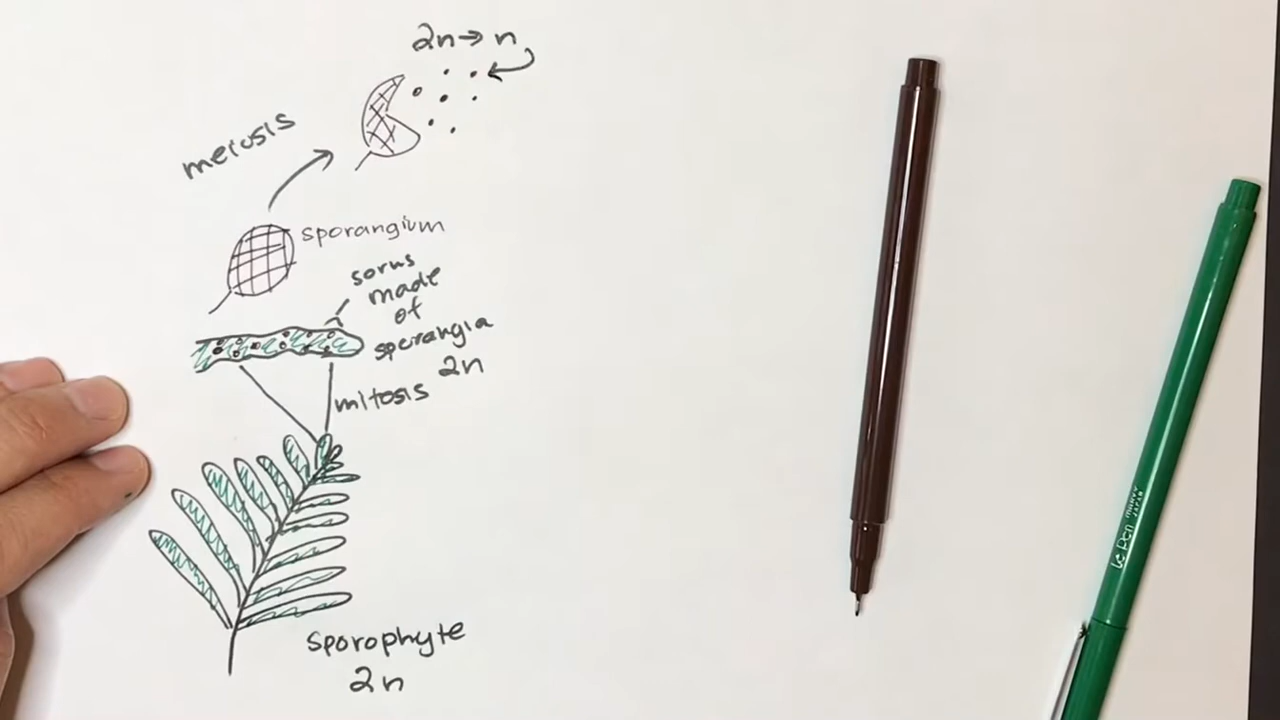 2n → n
meiosis
sporangium
sorus
made
of
sporangia
2n
mitosis
sporophyte
2n
Le Pen